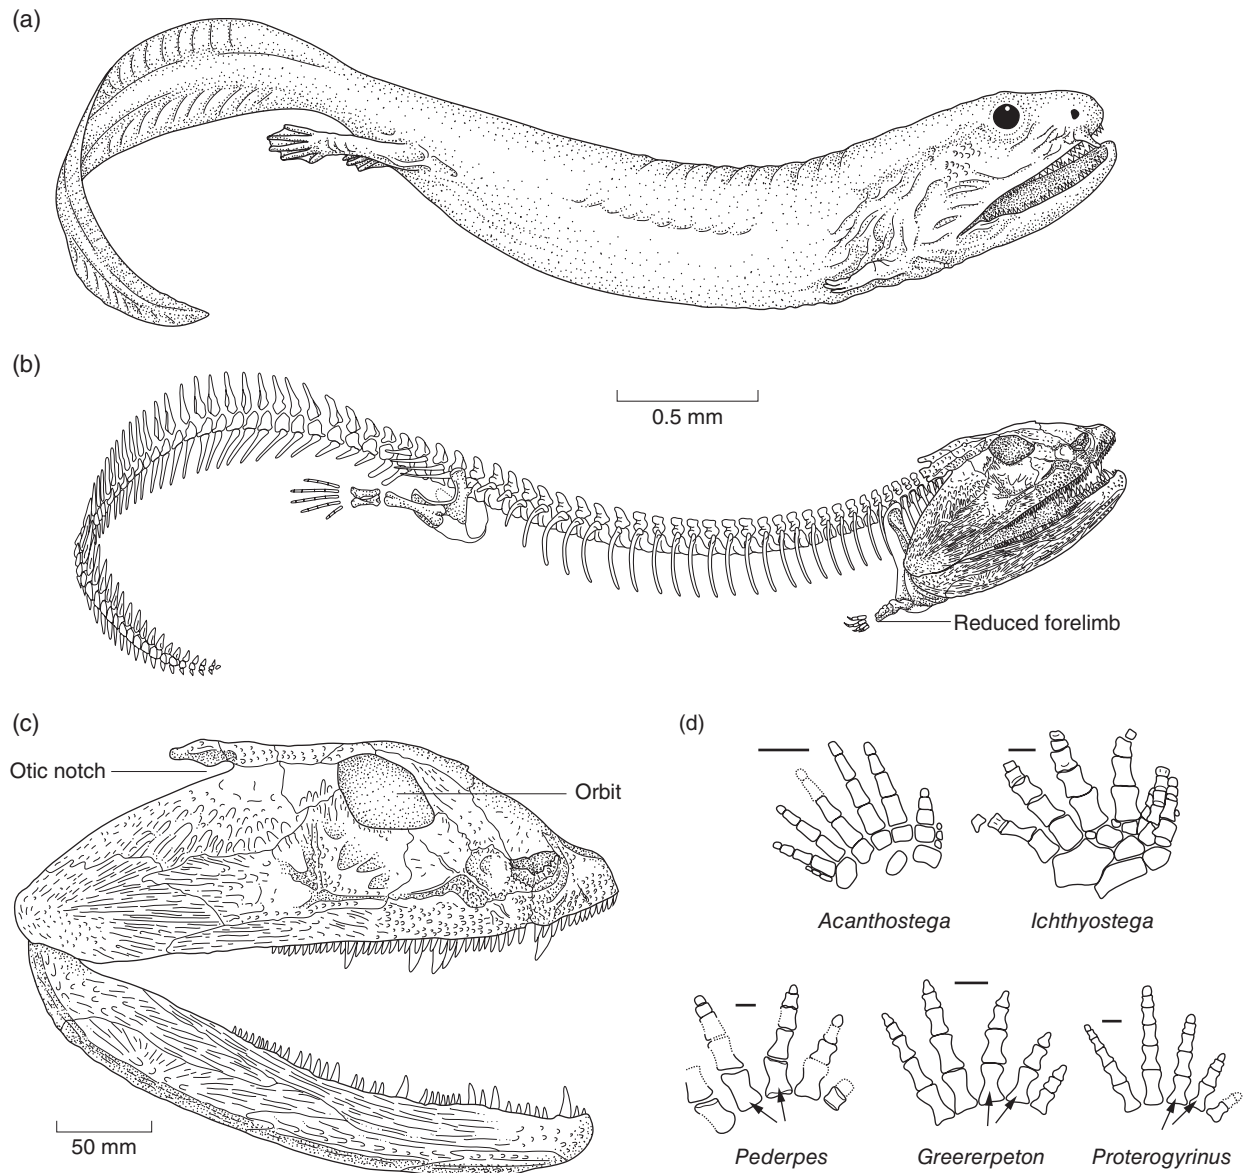 (a)
(b)
0.5 mm
Reduced forelimb
(c)
(d)
Otic notch
Orbit
Acanthostega
Ichthyostega
50 mm
Pederpes
Greererpeton
Proterogyrinus